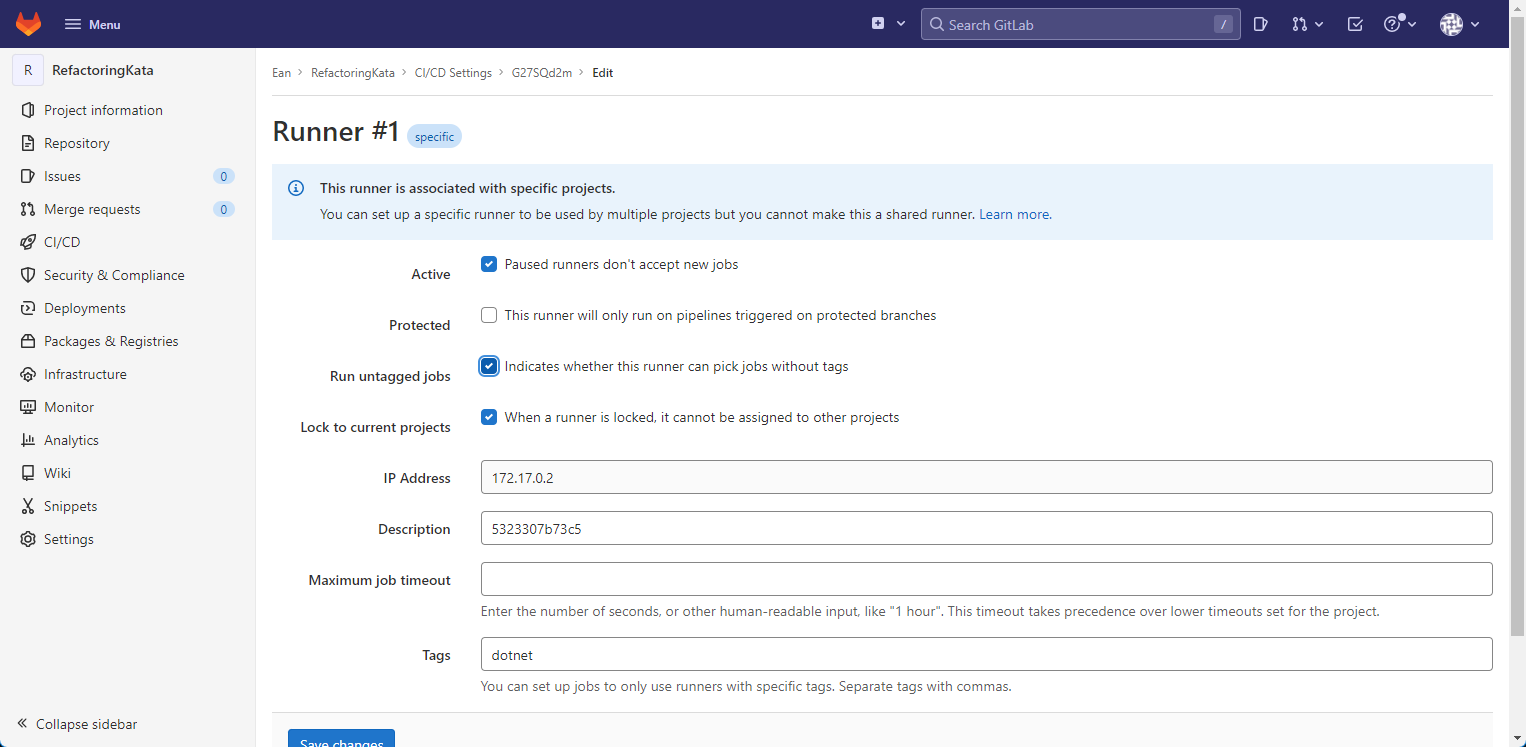 Menu
Search GitLab /
R RefactoringKata
Project information
Repository
Issues 0
Merge requests 0
CI/CD
Security & Compliance
Deployments
Packages & Registries
Infrastructure
Monitor
Analytics
Wiki
Snippets
Settings
Collapse sidebar
Ean > RefactoringKata > CI/CD Settings > G27SQd2m > Edit
Runner #1 specific
This runner is associated with specific projects.
You can set up a specific runner to be used by multiple projects but you cannot make this a shared runner. Learn more.
Active Paused runners don't accept new jobs
Protected This runner will only run on pipelines triggered on protected branches
Run untagged jobs Indicates whether this runner can pick jobs without tags
Lock to current projects When a runner is locked, it cannot be assigned to other projects
IP Address 172.17.0.2
Description 5323307b73c5
Maximum job timeout
Enter the number of seconds, or other human-readable input, like "1 hour". This timeout takes precedence over lower timeouts set for the project.
Tags dotnet
You can set up jobs to only use runners with specific tags. Separate tags with commas.
Save changes